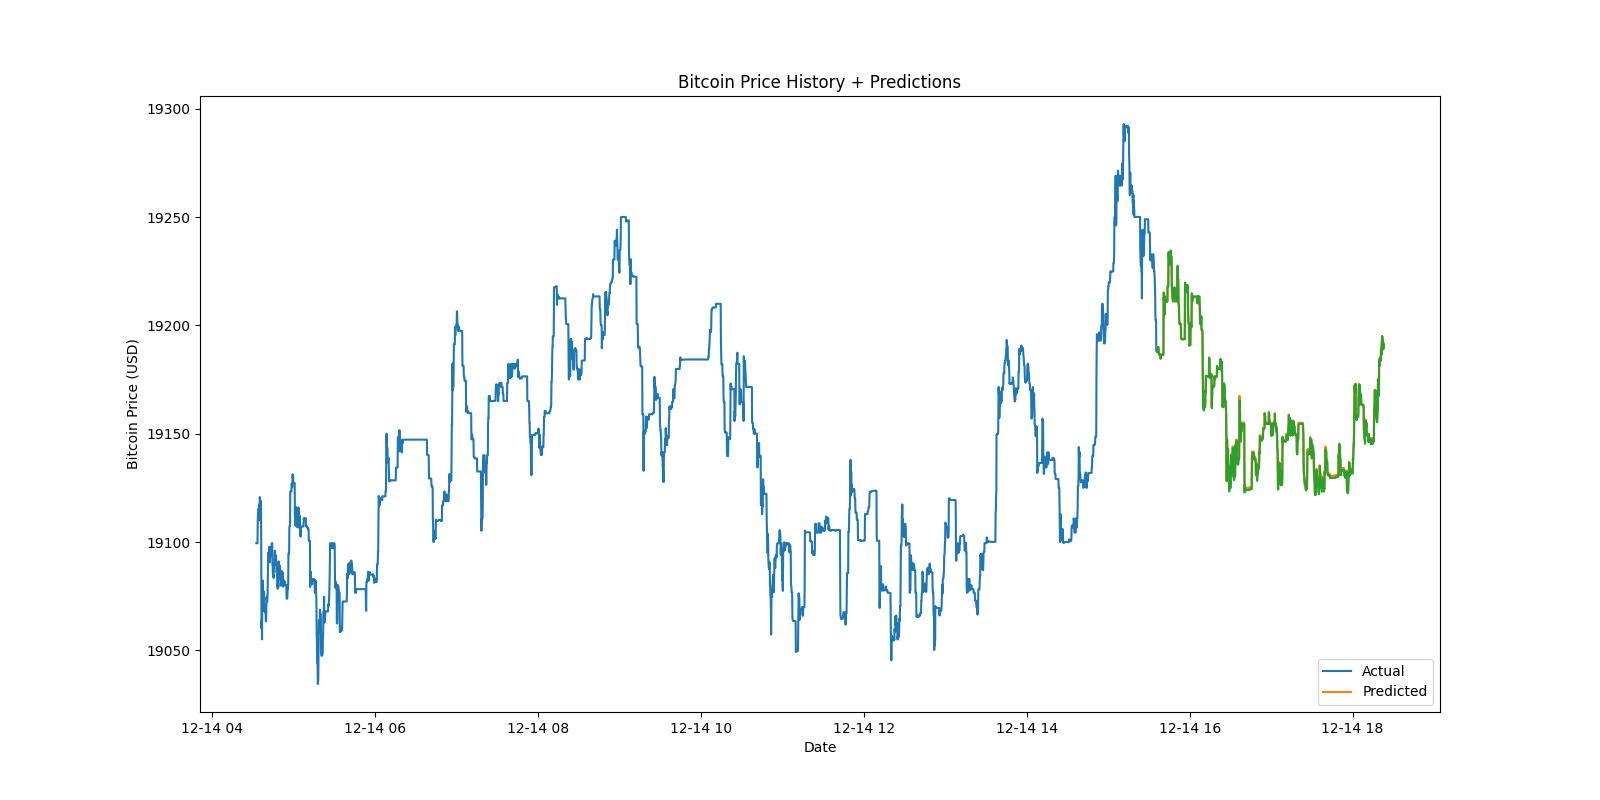 Bitcoin Price History + Predictions
Bitcoin Price (USD)
19300
19250
19200
19150
19100
19050
12-14 04
12-14 06
12-14 08
12-14 10
12-14 12
12-14 14
12-14 16
12-14 18
Date
Actual
Predicted